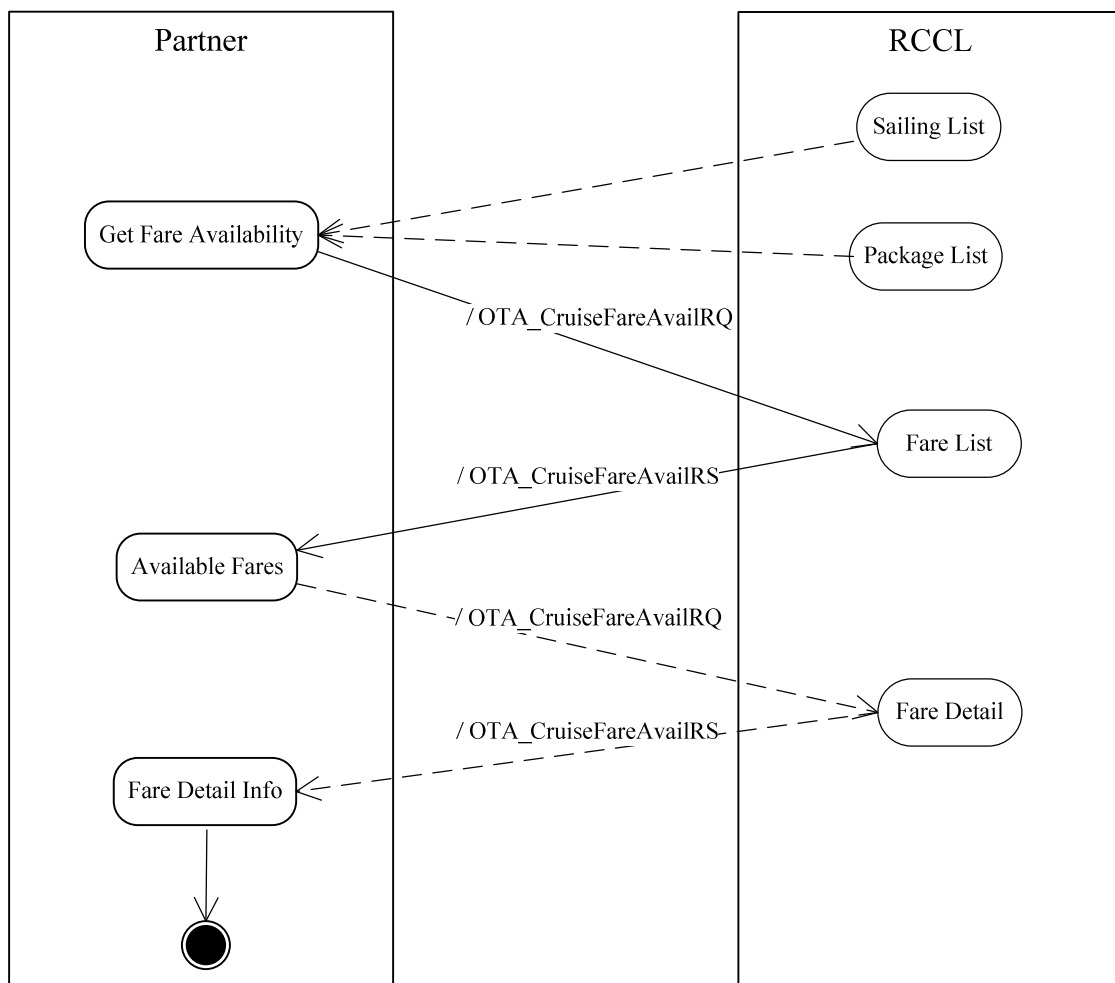 Partner
RCCL
Sailing List
Get Fare Availability
Package List
/ OTA_CruiseFareAvailRQ
Fare List
/ OTA_CruiseFareAvailRS
Available Fares
/ OTA_CruiseFareAvailRQ
Fare Detail
/ OTA_CruiseFareAvailRS
Fare Detail Info